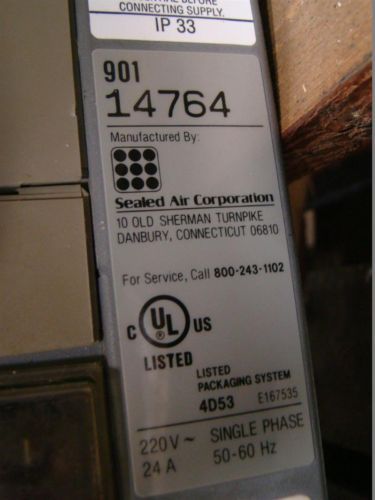 CONNECTING SUPPLY.
IP 33
901
14764
Manufactured By:
Sealed Air Corporation
10 OLD SHERMAN TURNPIKE
DANBURY, CONNECTICUT 06810
For Service, Call 800-243-1102
C UL US
LISTED
LISTED
PACKAGING SYSTEM
4D53 E167535
220V ~ SINGLE PHASE
24 A 50-60 Hz